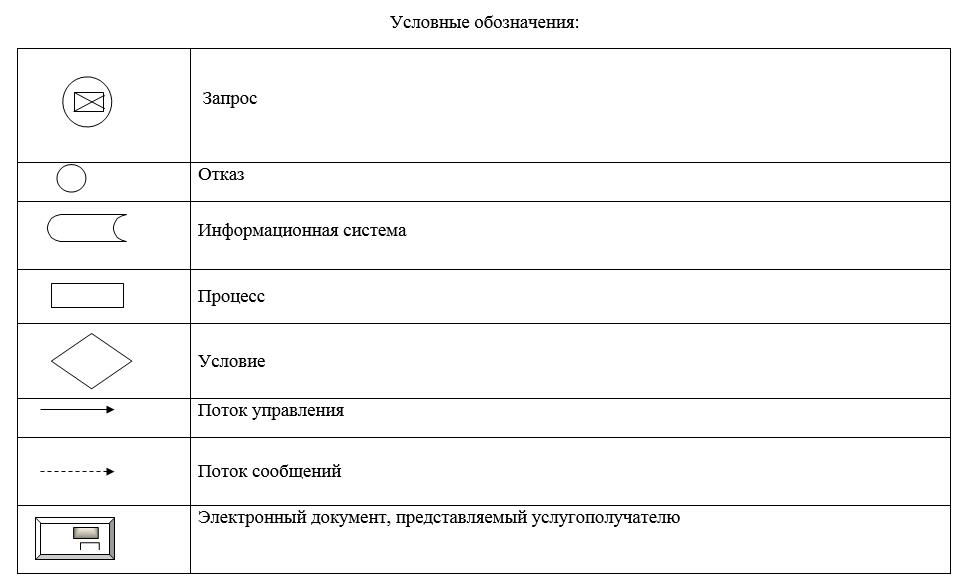 Условные обозначения:
Запрос
Отказ
Информационная система
Процесс
Условие
Поток управления
Поток сообщений
Электронный документ, представляемый услугополучателю